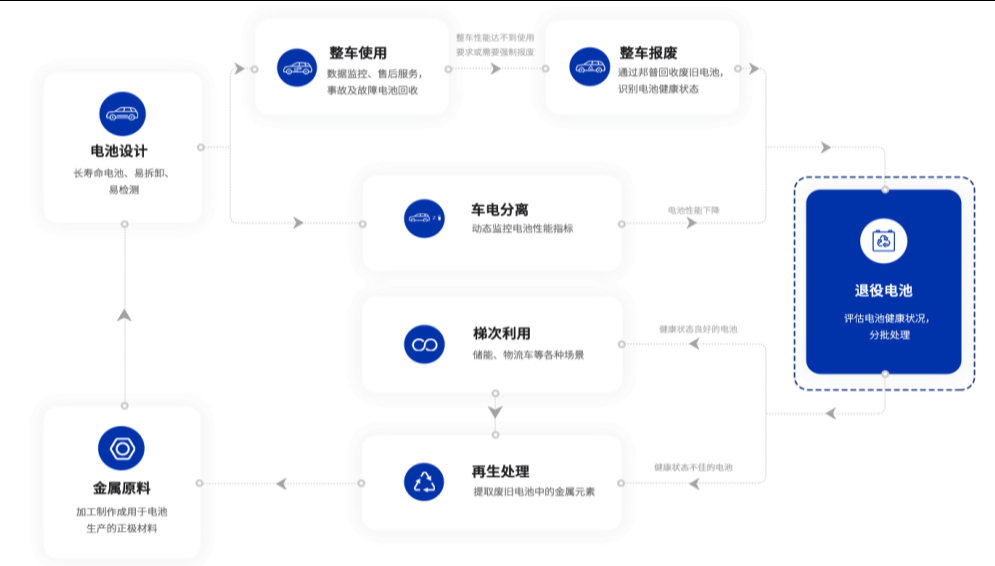 整车使用
数据监控、售后服务，
事故及故障电池回收
整车性能达不到使用
要求或需要强制报废
整车报废
通过邦普回收废旧电池，
识别电池健康状态
电池设计
长寿命电池、易拆卸、
易检测
车电分离
动态监控电池性能指标
电池性能下降
退役电池
评估电池健康状况，
分批处理
梯次利用
储能、物流车等各种场景
健康状态良好的电池
再生处理
提取废旧电池中的金属元素
健康状态不佳的电池
金属原料
加工制作成用于电池
生产的正极材料